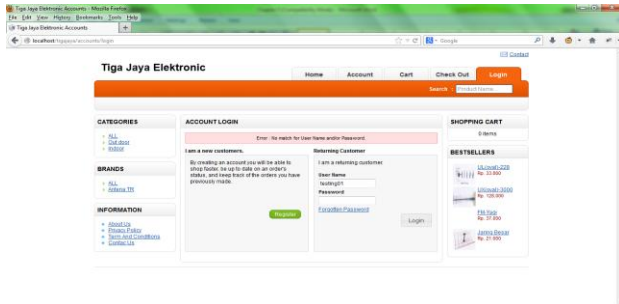 Tiga Jaya Elektronic Accounts - Mozilla Firefox
File Edit View History Bookmarks Tools Help
Tiga Jaya Elektronic Accounts
localhost/tigajaya/accounts/login
Google
Contact
Tiga Jaya Elektronic
Home Account Cart Check Out Login
Search Product Name...
CATEGORIES
ALL
Out door
Indoor
BRANDS
ALL
Antena TR
INFORMATION
About Us
Privacy Policy
Term And Conditions
Contact Us
ACCOUNT LOGIN
Error : No match for User Name and/or Password.
I am a new customers.
By creating an account you will be able to
shop faster, be up to date on an order's
status, and keep track of the orders you have
previously made.
Register
Returning Customer
I am a returning customer
User Name
testing01
Password
Forgotten Password
Login
SHOPPING CART
0 items
BESTSELLERS
Rp. 33.000
Rp. 120.000
Rp. 37.000
Jaring Besar
Rp. 21.000